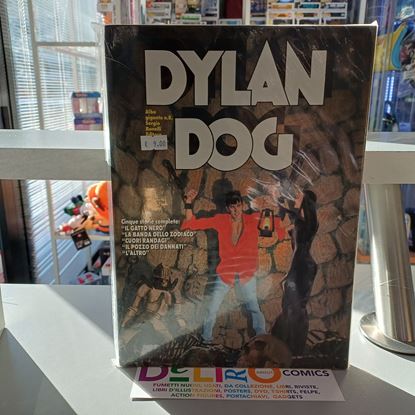 DYLAN
DOG
Albo
gigante n.8,
Sergio
Bonelli
Editore
€ 9,00
Cinque storie complete:
"IL GATTO NERO"
"LA BANDA DELLO ZODIACO"
"CUORI RANDAGI"
"IL POZZO DEI DANNATI"
"L'ALTRO"
COMICS
FUMETTI NUOVI, USATI, DA COLLEZIONE, LIBRI, RIVISTE,
LIBRI D'ILLUSTRAZIONI, POSTERS, DVD, T-SHIRTS, FELPE,
ACTION FIGURES, PORTACHIAVI, GADGETS